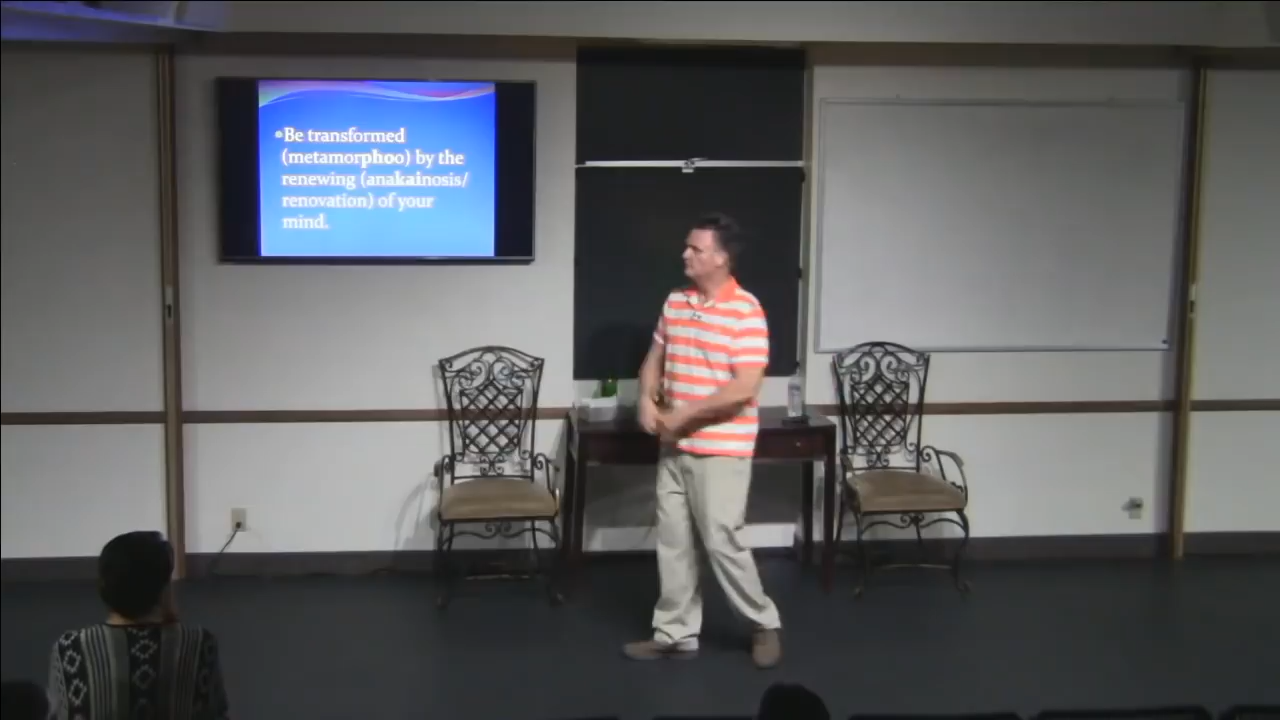 Be transformed
(metamorphoo) by the
renewing (anakainosis/
renovation) of your
mind.